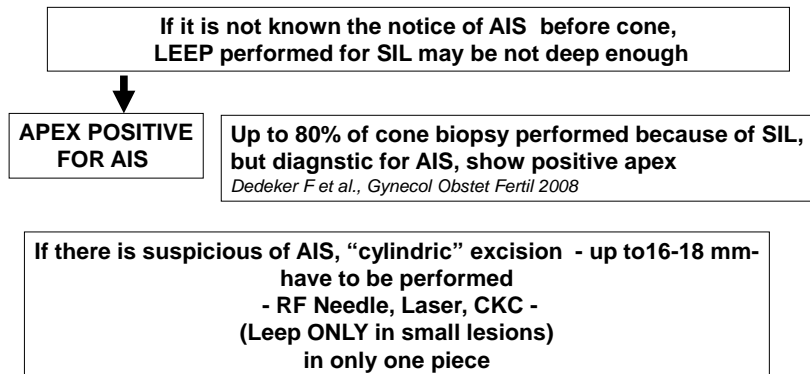 If it is not known the notice of AIS before cone,
LEEP performed for SIL may be not deep enough
APEX POSITIVE
FOR AIS
Up to 80% of cone biopsy performed because of SIL,
but diagnstic for AIS, show positive apex
Dedeker F et al., Gynecol Obstet Fertil 2008
If there is suspicious of AIS, “cylindric” excision - up to16-18 mm-
have to be performed
- RF Needle, Laser, CKC -
(Leep ONLY in small lesions)
in only one piece